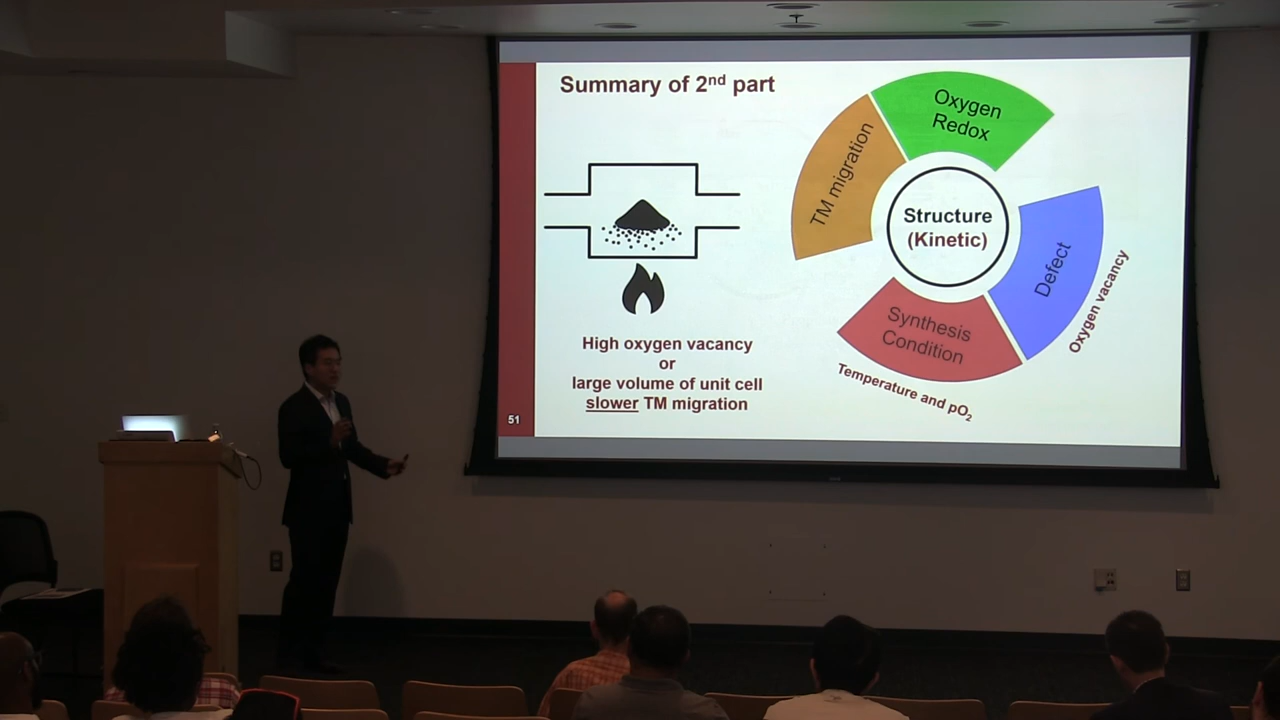 Summary of 2nd part
High oxygen vacancy
or
large volume of unit cell
slower TM migration
51
Oxygen
Redox
TM migration
Structure
(Kinetic)
Defect
Oxygen vacancy
Synthesis
Condition
Temperature and pO2